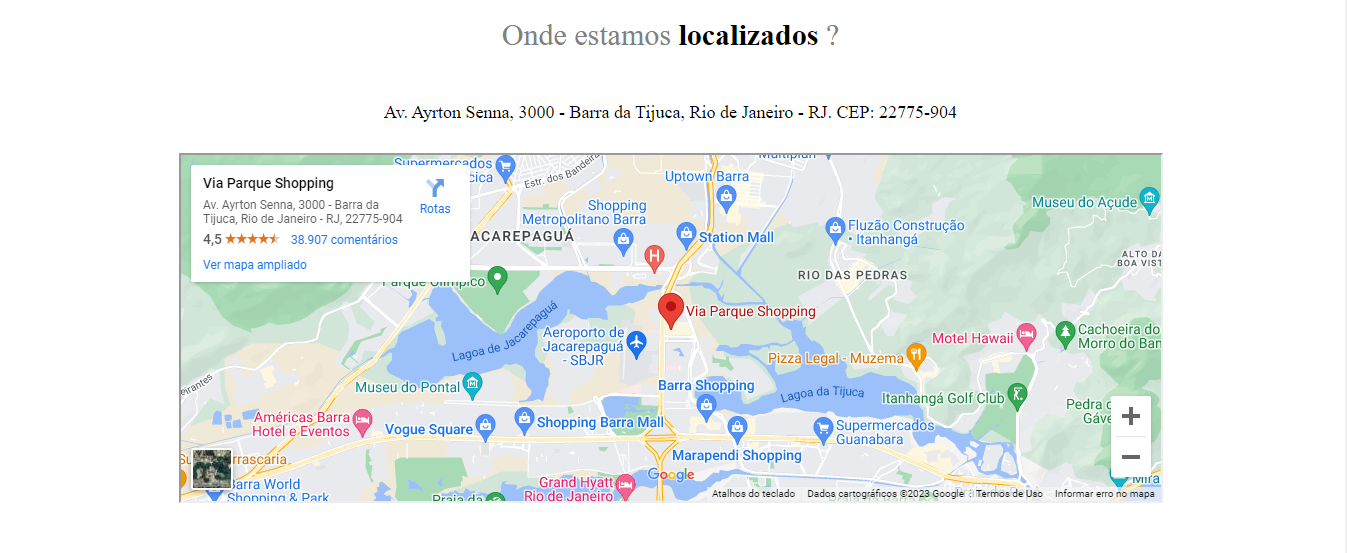 Onde estamos localizados ?
Av. Ayrton Senna, 3000 - Barra da Tijuca, Rio de Janeiro - RJ. CEP: 22775-904
Via Parque Shopping
Av. Ayrton Senna, 3000 - Barra da
Tijuca, Rio de Janeiro - RJ, 22775-904
4,5
38.907 comentários
Ver mapa ampliado
Rotas
Supermercados
Estr. dos Bandeira
Uptown Barra
Museu do Açude
Shopping
Metropolitano Barra
Station Mall
Fluzão Construção
• Itanhangá
ACAREPAGUÁ
H
RIO DAS PEDRAS
ALTO DA
BOA VIST
Parque Olímpico
Via Parque Shopping
Lagoa de Jacarepaguá
Aeroporto de
Jacarepaguá
- SBJR
Motel Hawaii
Cachoeira do
Morro do Ban
Pizza Legal - Muzema
Museu do Pontal
Barra Shopping
Lagoa da Tijuca
Itanhangá Golf Club
Pedra d
Gáve
Américas Barra
Hotel e Eventos
Vogue Square
Shopping Barra Mall
Supermercados
Guanabara
Marapendi Shopping
rrascaria
Barra World
Shopping & Park
Grand Hyatt
Rio de Janeiro
Google
Praia da
Mira
Atalhos do teclado
Dados cartográficos ©2023 Google
Termos de Uso
Informar erro no mapa